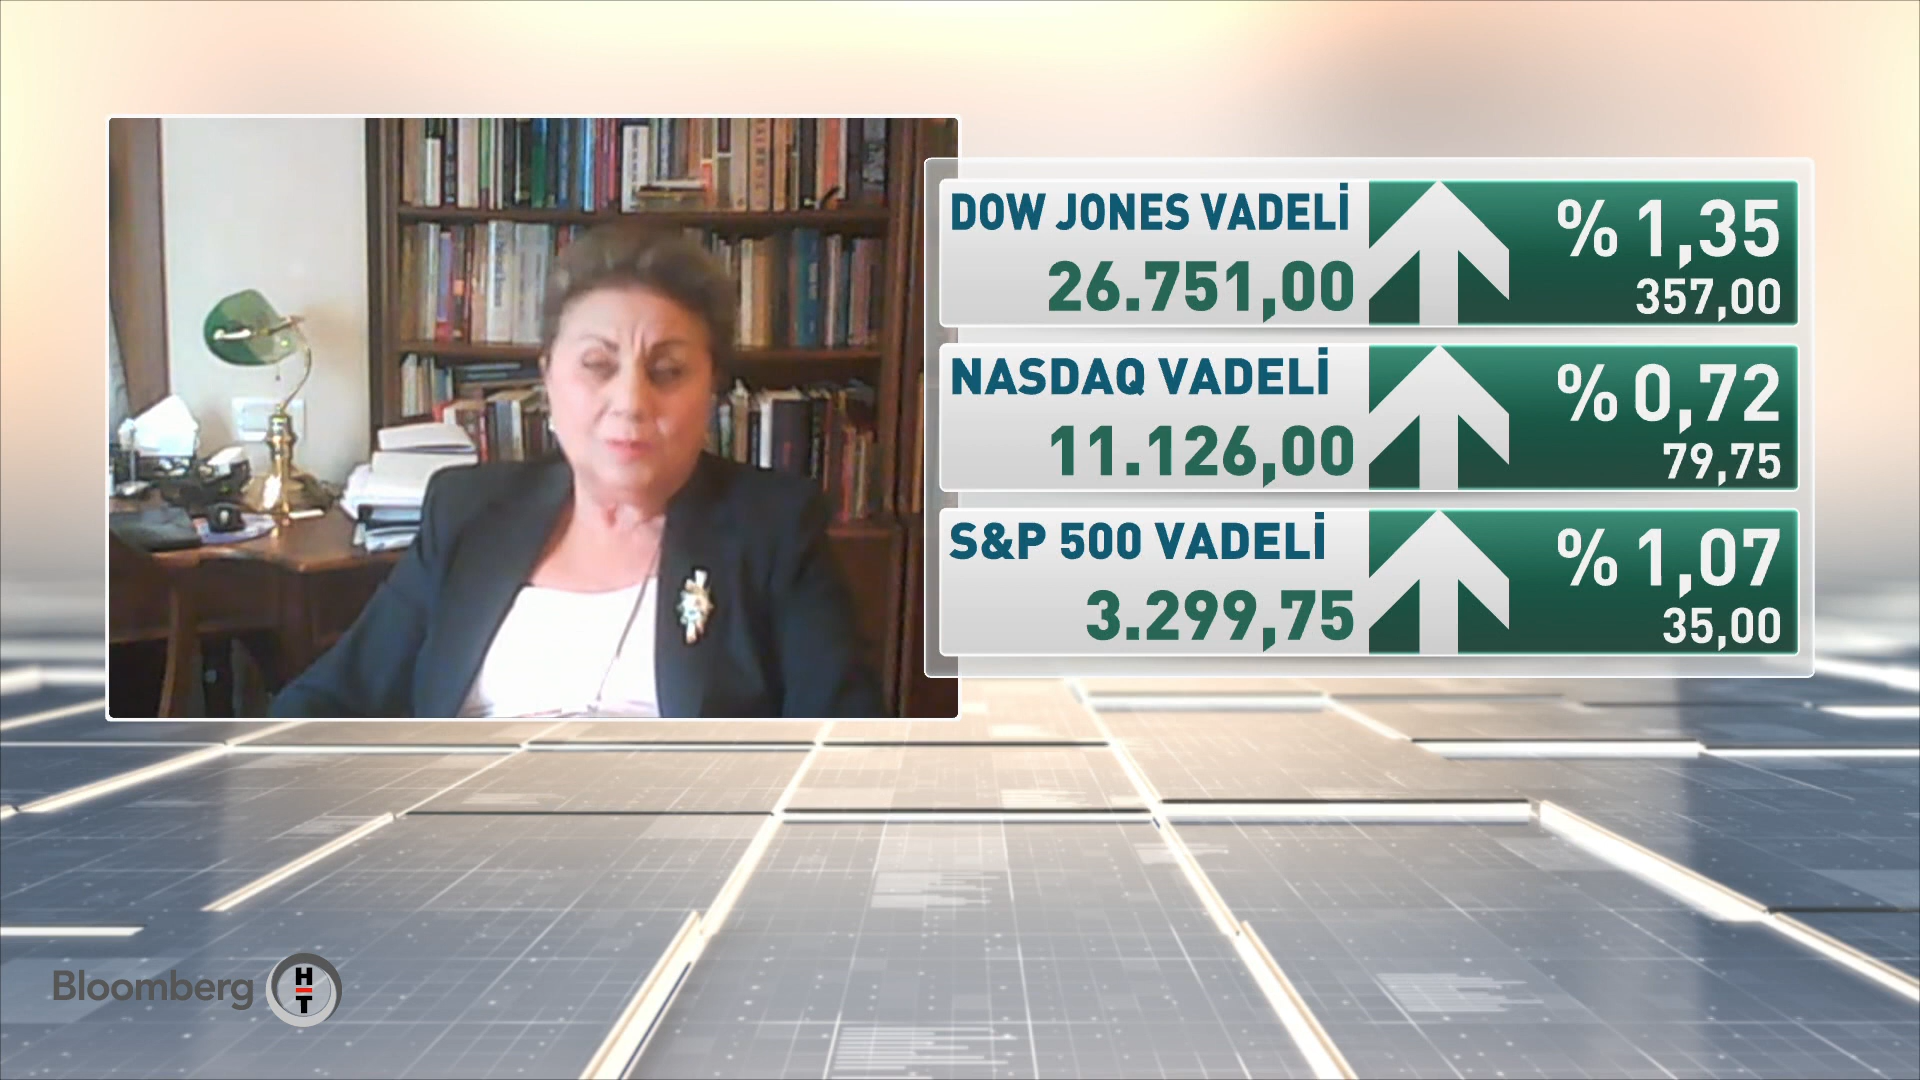 DOW JONES VADELİ
26.751,00
% 1,35
357,00
NASDAQ VADELİ
11.126,00
% 0,72
79,75
S&P 500 VADELİ
3.299,75
% 1,07
35,00
Bloomberg HT